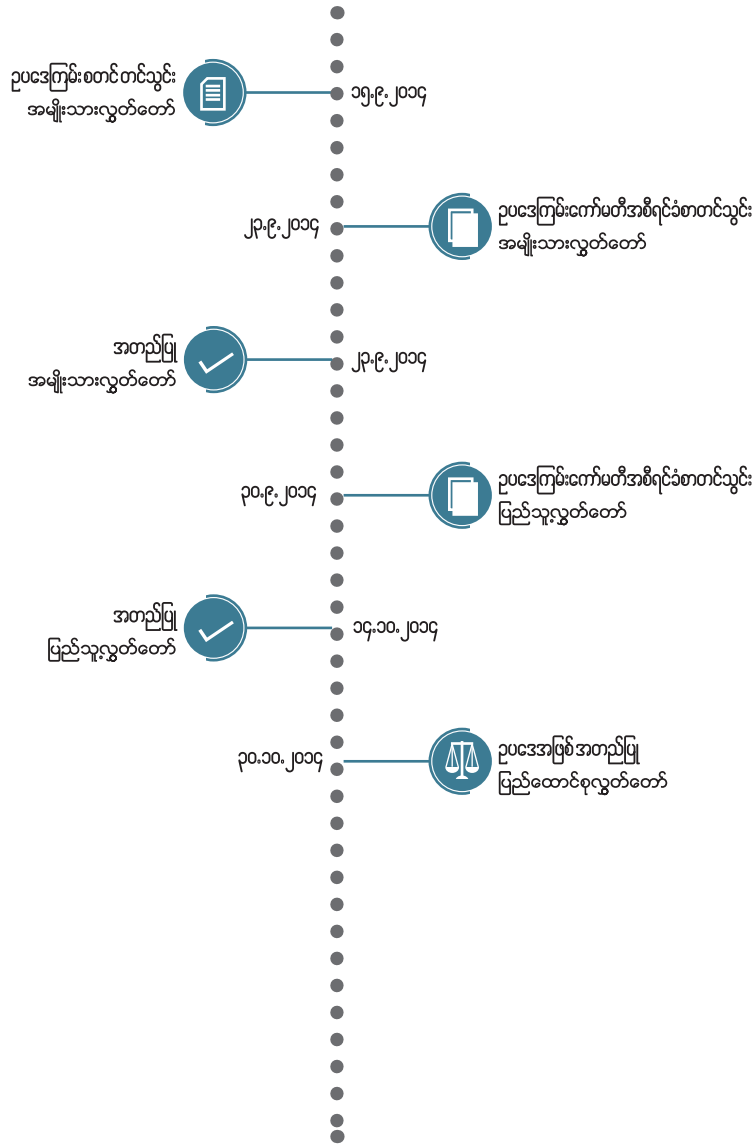 ဥပဒေကြမ်းစတင်တင်သွင်း
အမျိုးသားလွှတ်တော်
၁၅.၉.၂၀၁၄
၂၃.၉.၂၀၁၄
ဥပဒေကြမ်းကော်မတီအစီရင်ခံစာတင်သွင်း
အမျိုးသားလွှတ်တော်
အတည်ပြု
အမျိုးသားလွှတ်တော်
၂၃.၉.၂၀၁၄
၃၀.၉.၂၀၁၄
ဥပဒေကြမ်းကော်မတီအစီရင်ခံစာတင်သွင်း
ပြည်သူ့လွှတ်တော်
အတည်ပြု
ပြည်သူ့လွှတ်တော်
၁၄.၁၀.၂၀၁၄
၃၀.၁၀.၂၀၁၄
ဥပဒေအဖြစ်အတည်ပြု
ပြည်ထောင်စုလွှတ်တော်